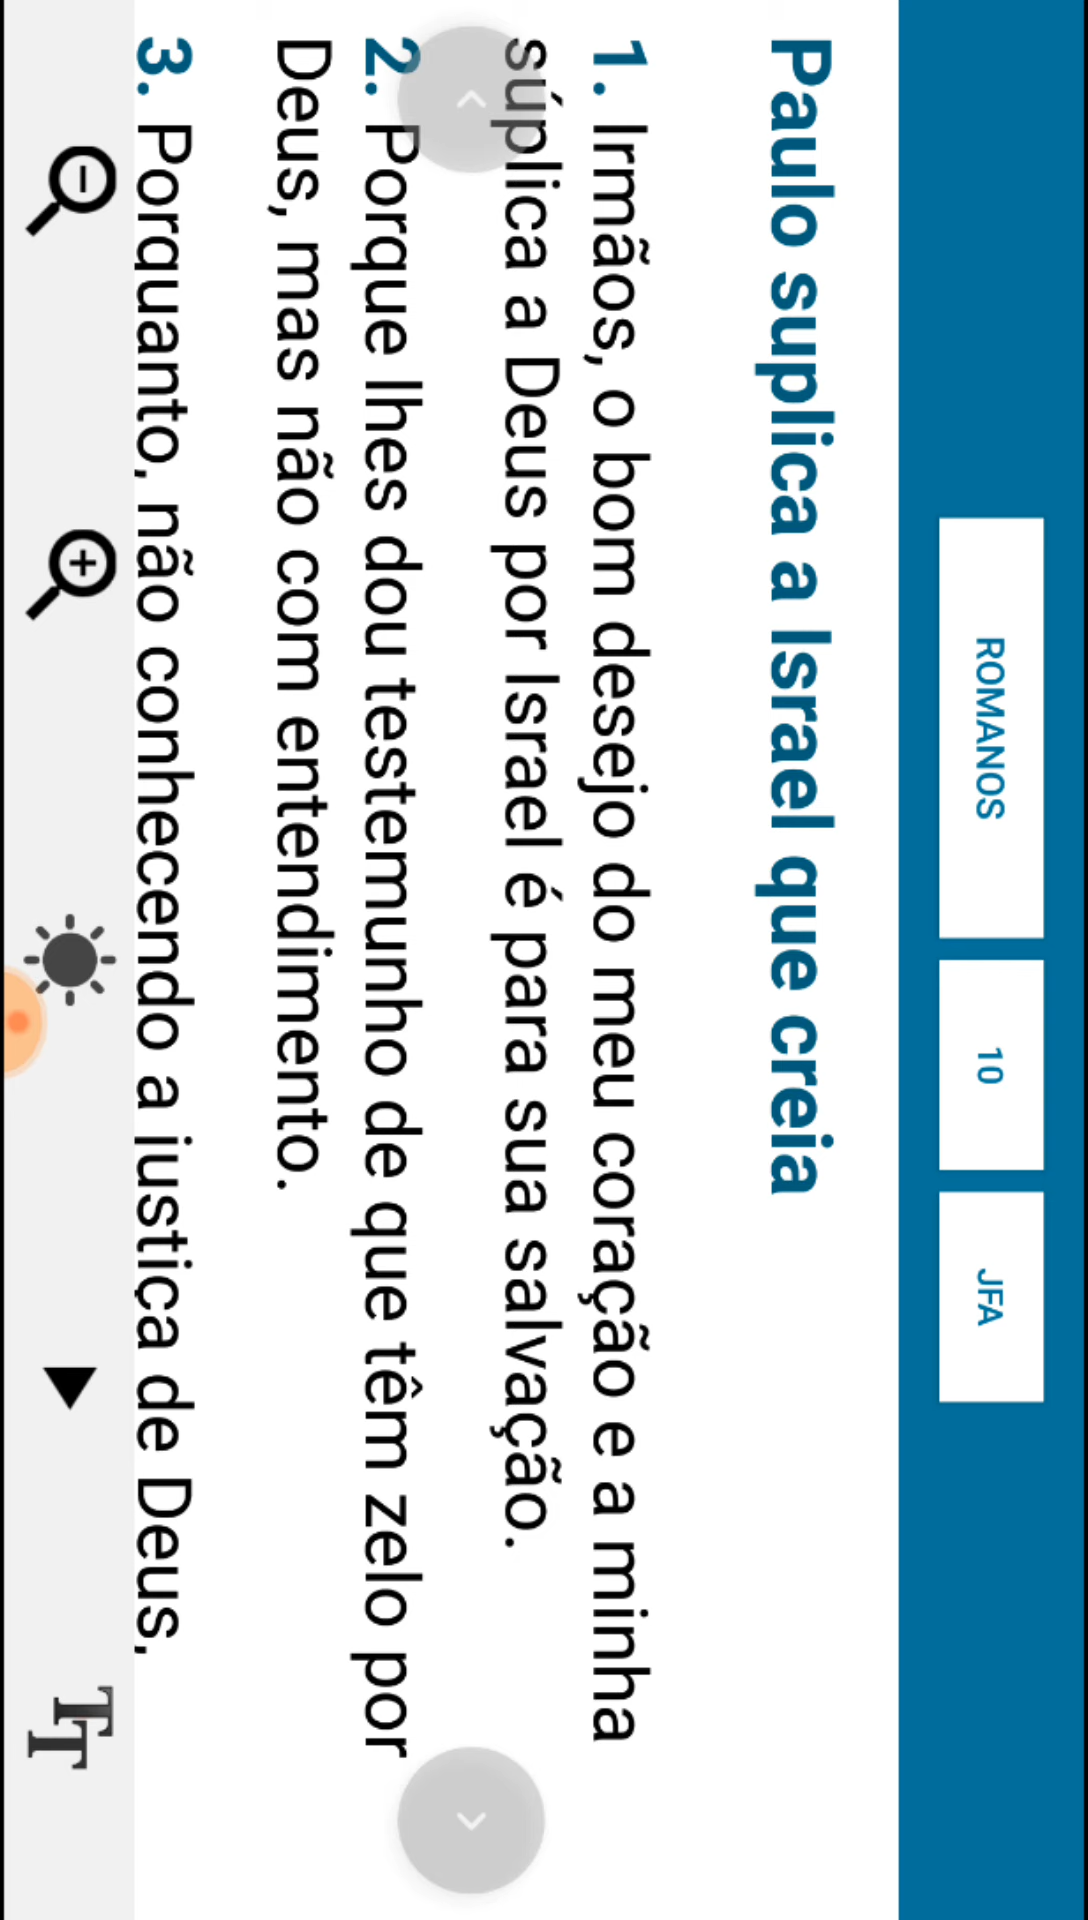 ROMANOS
10
JFA
Paulo suplica a Israel que creia
1. Irmãos, o bom desejo do meu coração e a minha
súplica a Deus por Israel é para sua salvação.
2. Porque lhes dou testemunho de que têm zelo por
Deus, mas não com entendimento.
3. Porquanto, não conhecendo a justiça de Deus,
TT